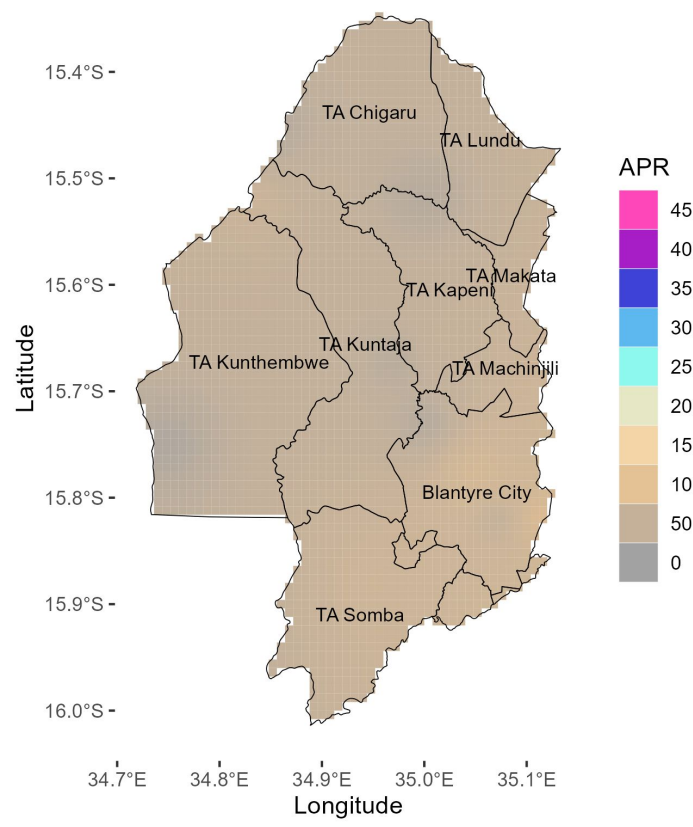 15.4°S
15.5°S
15.6°S
15.7°S
15.8°S
15.9°S
16.0°S
Latitude
TA Chigaru
TA Lundu
TA Makata
TA Kapeni
TA Kuntaja
TA Kunthembwe
TA Machinjili
Blantyre City
TA Somba
34.7°E 34.8°E 34.9°E 35.0°E 35.1°E
Longitude
APR
45
40
35
30
25
20
15
10
50
0